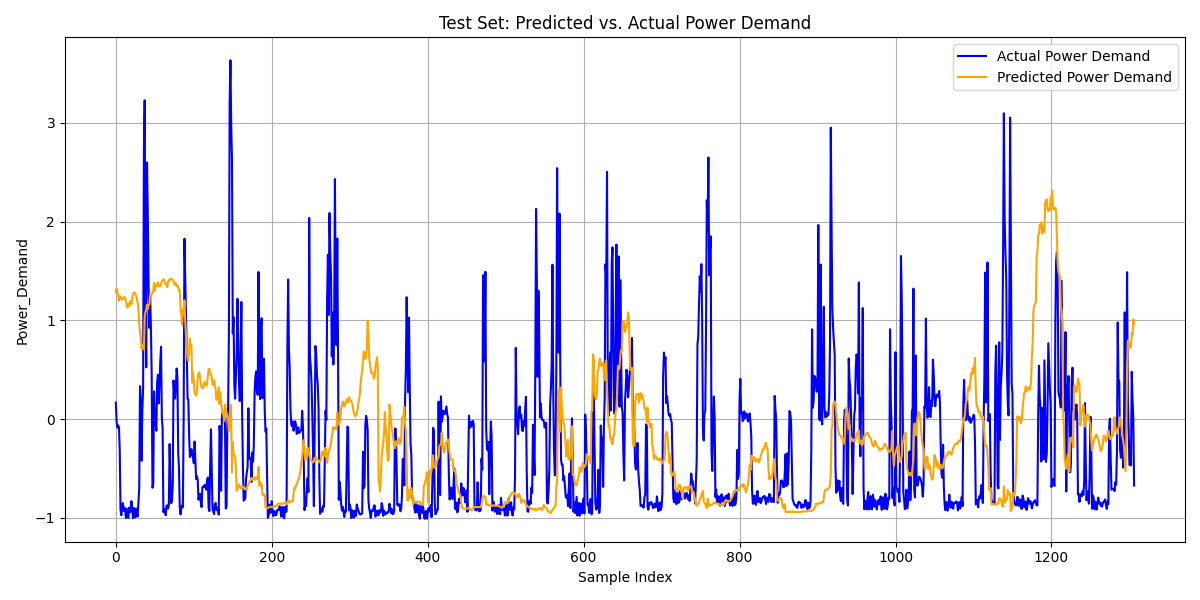 Test Set: Predicted vs. Actual Power Demand
Actual Power Demand
Predicted Power Demand
Power_Demand
3
2
1
0
−1
0
200
400
600
800
1000
1200
Sample Index